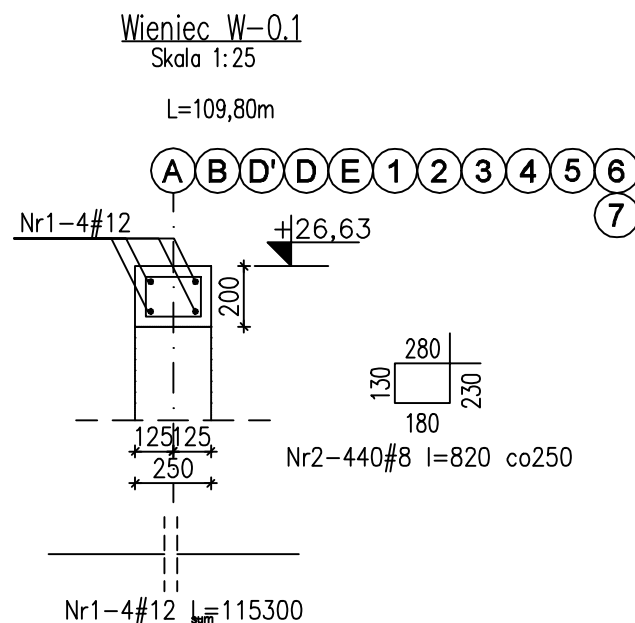 Wieniec W-0.1
Skala 1:25
L=109,80m
A B D' D E 1 2 3 4 5 6
7
Nr1-4#12
+26,63
200
280
130
230
180
125 125
250
Nr2-440#8 l=820 co250
Nr1-4#12 Lsum=115300